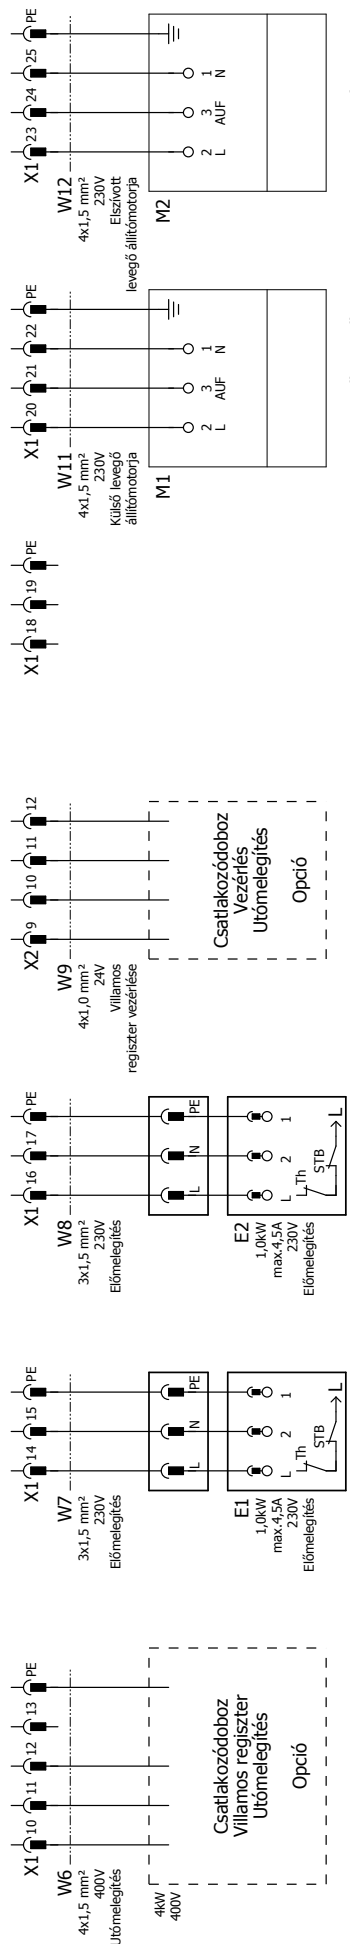 X1 10 11 12 13 PE
W6
4x1,5 mm²
400V
Utómelegítés
4kW
400V
Csatlakozódoboz
Villamos regiszter
Utómelegítés
Opció
X1 14 15 PE
W7
3x1,5 mm²
230V
Előmelegítés
L N PE
E1
1,0kW
max.4,5A
230V
Előmelegítés
L 2 1
Th
STB
L
X1 16 17 PE
W8
3x1,5 mm²
230V
Előmelegítés
L N PE
E2
1,0kW
max.4,5A
230V
Előmelegítés
L 2 1
Th
STB
L
X2 9 10 11 12
W9
4x1,0 mm²
24V
Villamos
regiszter vezérlése
Csatlakozódoboz
Vezérlés
Utómelegítés
Opció
X1 18 19 PE
X1 20 21 22 PE
W11
4x1,5 mm²
230V
Külső levegő
állítómotorja
M1
2 3 1
L AUF N
X1 23 24 25 PE
W12
4x1,5 mm²
230V
Elszívott
levegő állítómotorja
M2
2 3 1
L AUF N